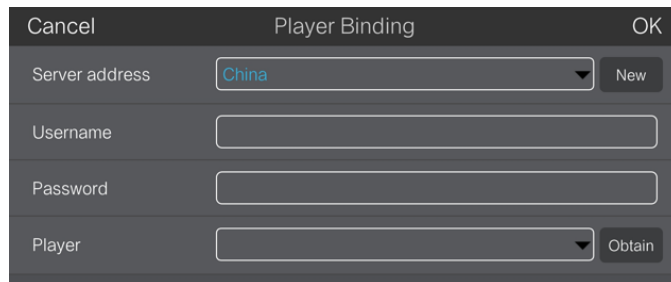 Cancel Player Binding OK
Server address China New
Username
Password
Player Obtain